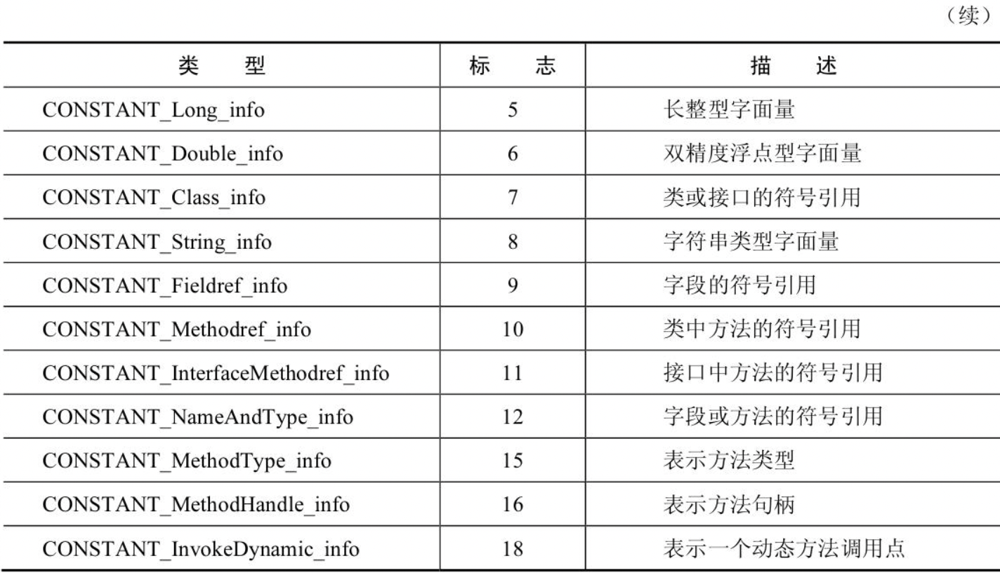 （续）
类 型 标 志 描 述
CONSTANT_Long_info 5 长整型字面量
CONSTANT_Double_info 6 双精度浮点型字面量
CONSTANT_Class_info 7 类或接口的符号引用
CONSTANT_String_info 8 字符串类型字面量
CONSTANT_Fieldref_info 9 字段的符号引用
CONSTANT_Methodref_info 10 类中方法的符号引用
CONSTANT_InterfaceMethodref_info 11 接口中方法的符号引用
CONSTANT_NameAndType_info 12 字段或方法的符号引用
CONSTANT_MethodType_info 15 表示方法类型
CONSTANT_MethodHandle_info 16 表示方法句柄
CONSTANT_InvokeDynamic_info 18 表示一个动态方法调用点